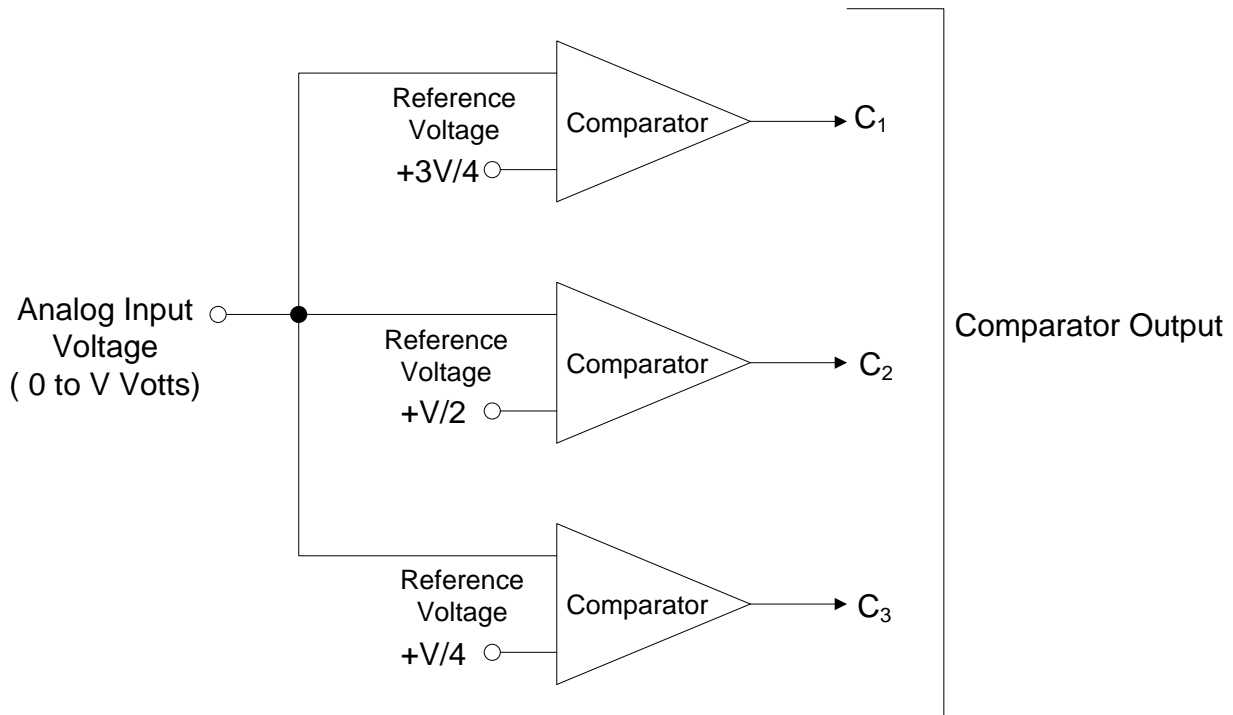 Reference
Voltage
+3V/4
Comparator
C₁
Analog Input
Voltage
( 0 to V Votts)
Reference
Voltage
+V/2
Comparator
C₂
Comparator Output
Reference
Voltage
+V/4
Comparator
C₃